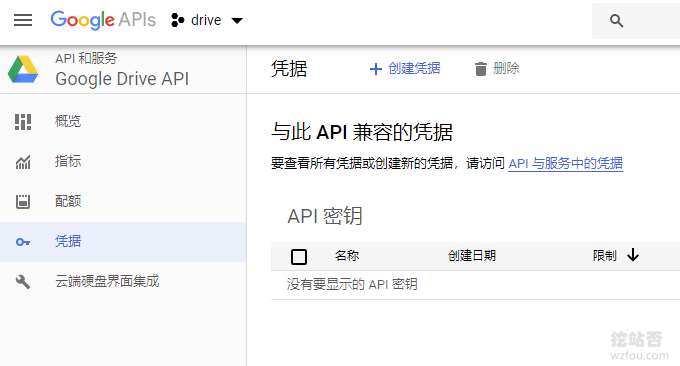 Google APIs drive
API 和服务
Google Drive API
概览
指标
配额
凭据
云端硬盘界面集成
凭据 创建凭据 删除
与此 API 兼容的凭据
要查看所有凭据或创建新的凭据，请访问 API 与服务中的凭据
API 密钥
名称 创建日期 限制
没有要显示的 API 密钥
挖站否
wzfou.com